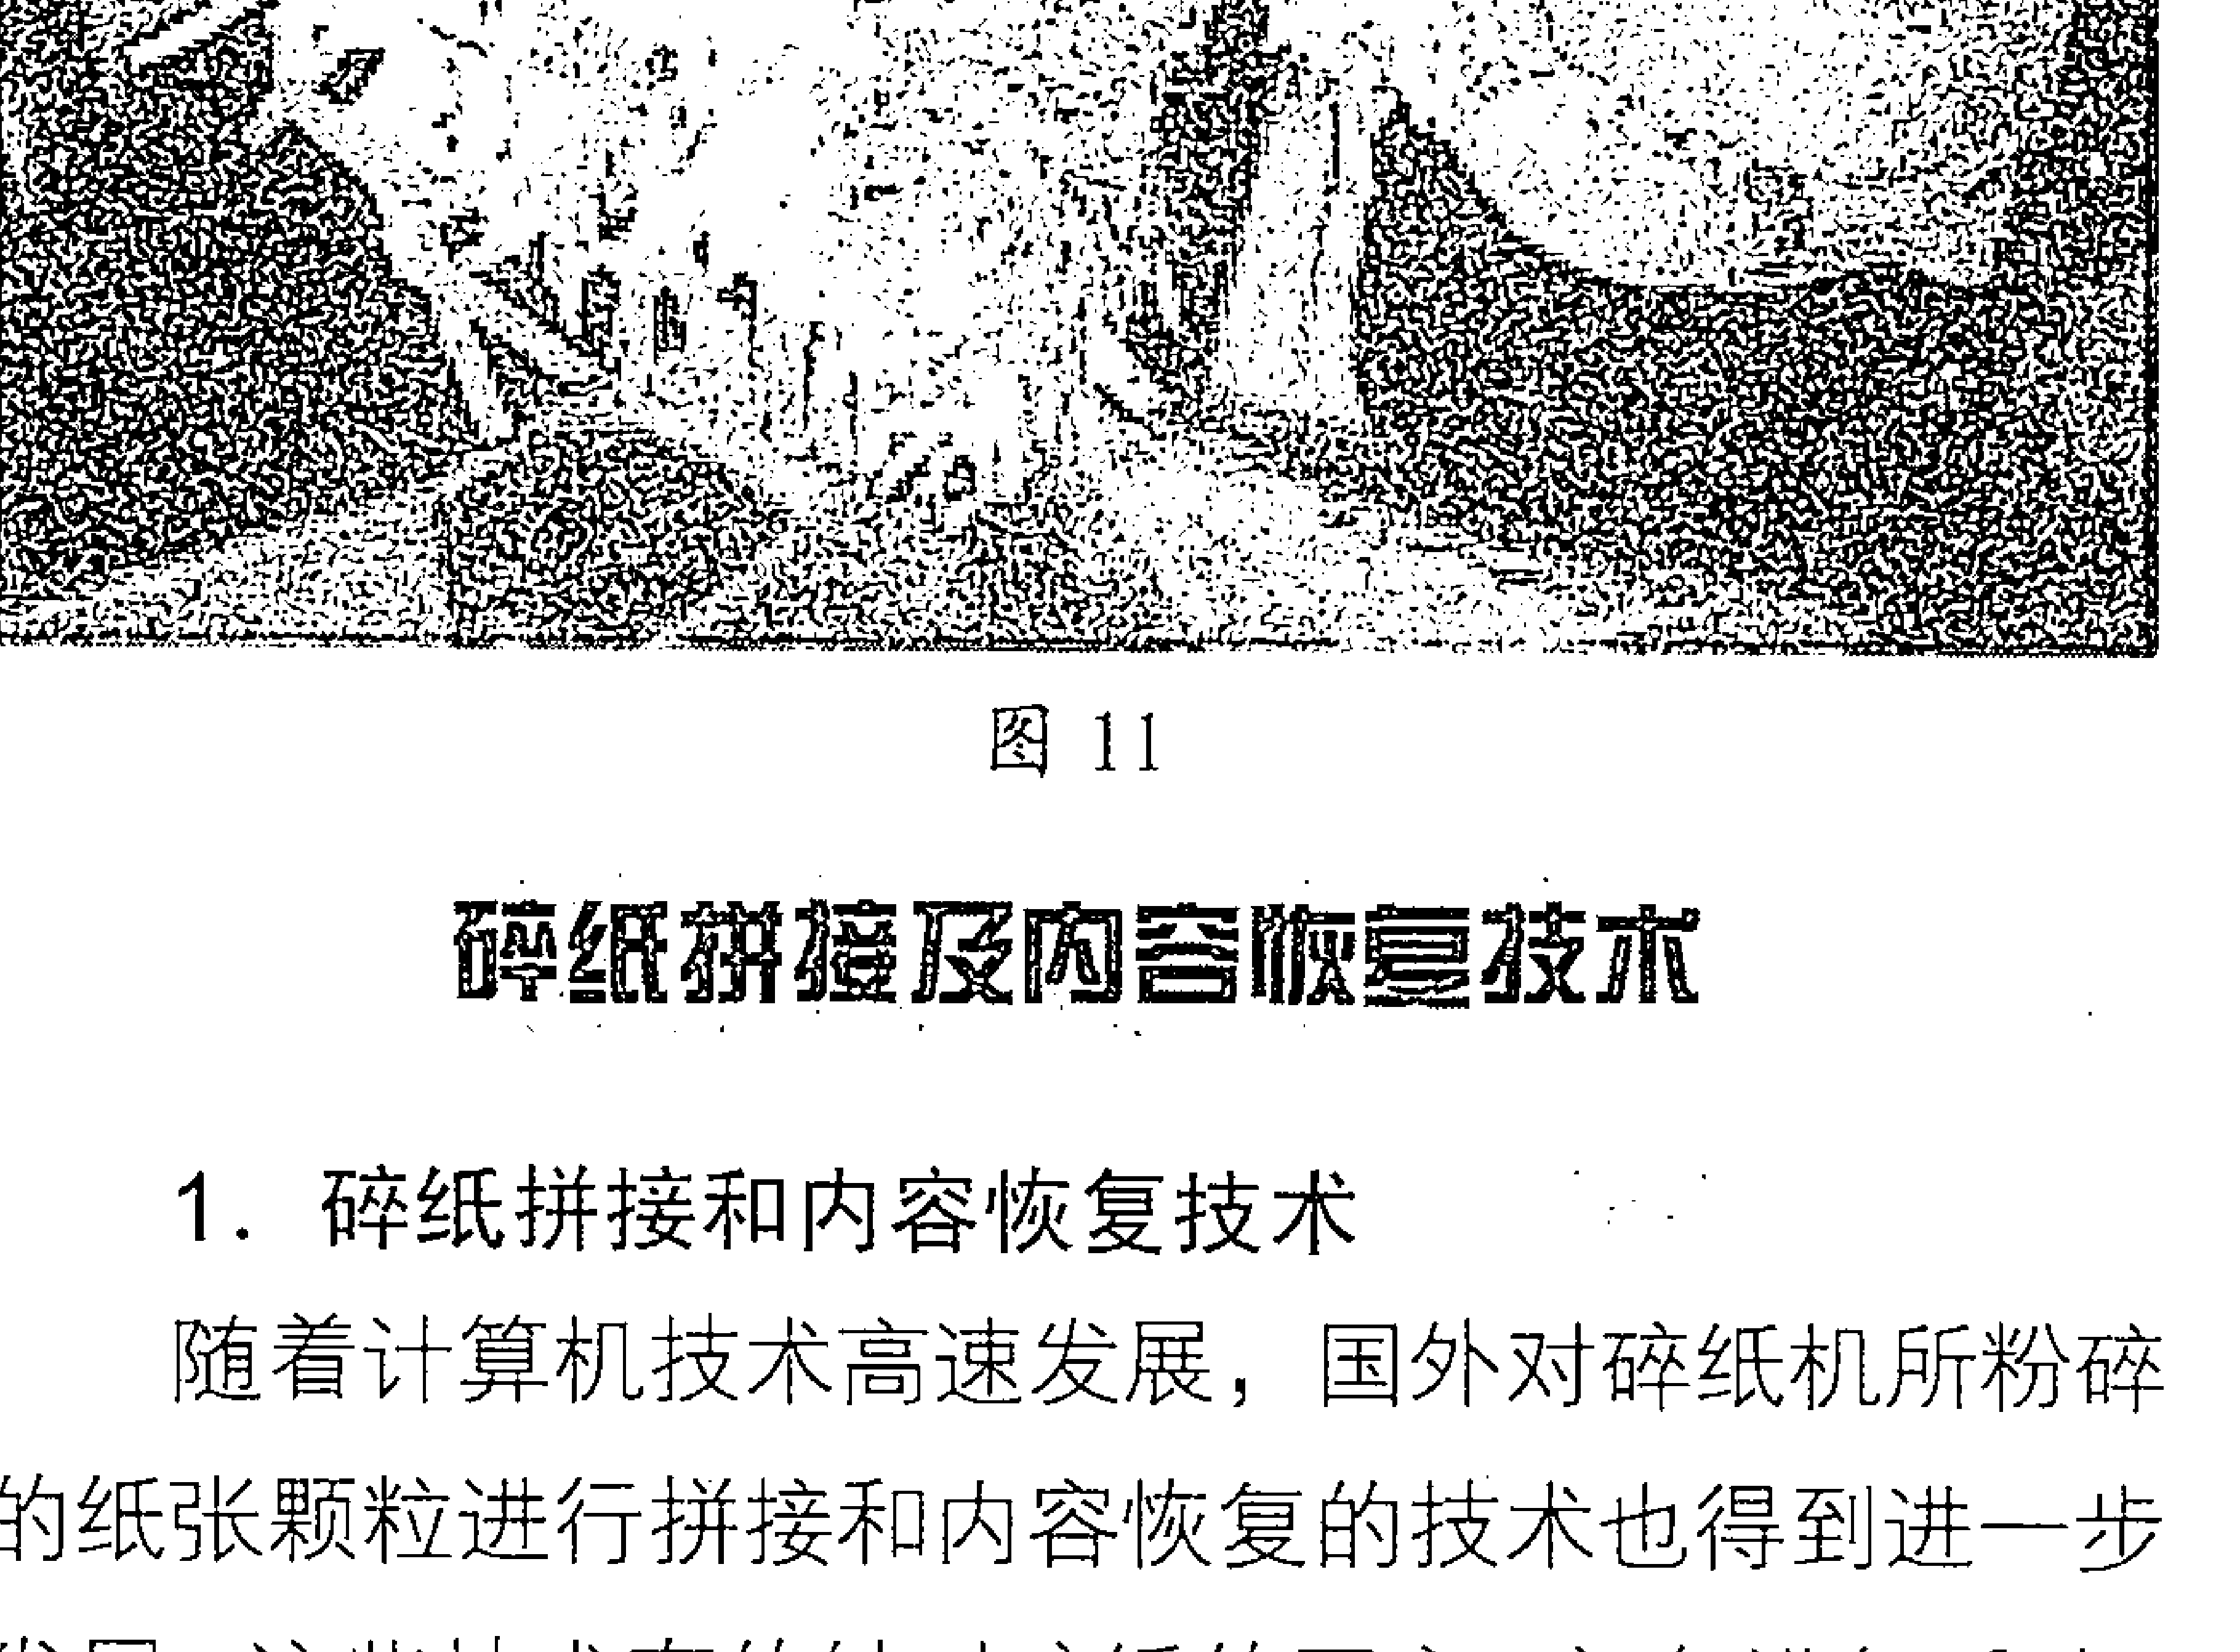 图 11
碎纸拼接及内容恢复技术
1. 碎纸拼接和内容恢复技术
随着计算机技术高速发展，国外对碎纸机所粉碎
的纸张颗粒进行拼接和内容恢复的技术也得到进一步